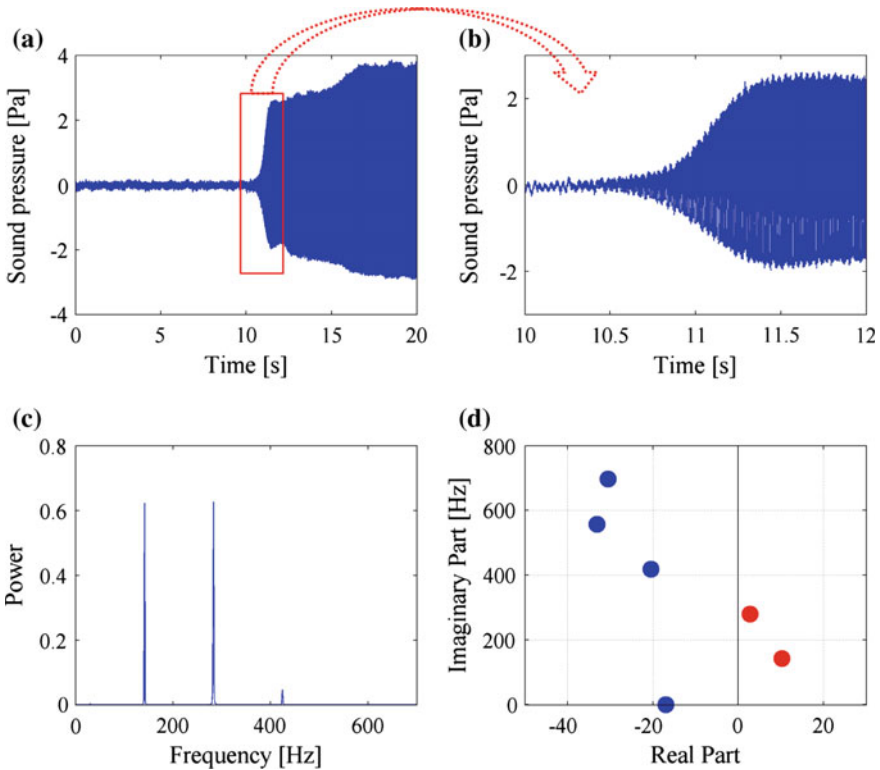 (a)
Sound pressure [Pa]
4
2
0
-2
-4
0 5 10 15 20
Time [s]
(b)
Sound pressure [Pa]
2
0
-2
10 10.5 11 11.5 12
Time [s]
(c)
Power
0.8
0.6
0.4
0.2
0
0 200 400 600
Frequency [Hz]
(d)
Imaginary Part [Hz]
800
600
400
200
0
-40 -20 0 20
Real Part